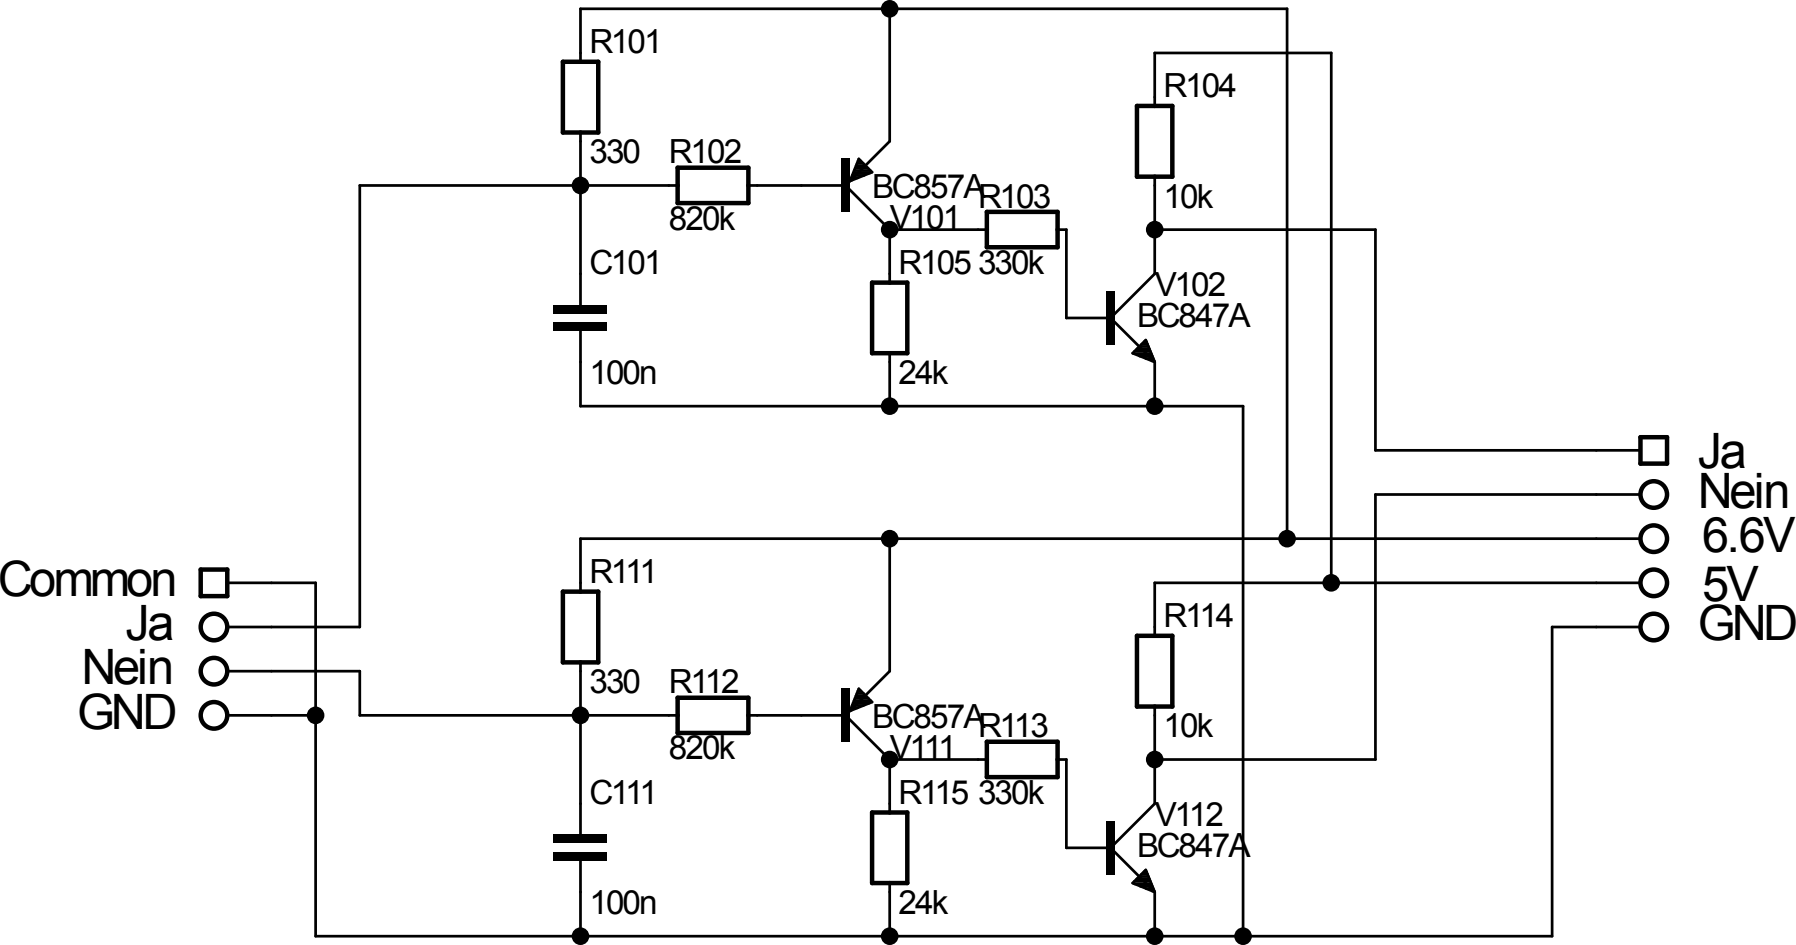 R101
330
R102
820k
C101
100n
BC857A
V101
R103
330k
R105
24k
R104
10k
V102
BC847A
Ja
Nein
6.6V
5V
GND
Common
Ja
Nein
GND
R111
330
R112
820k
C111
100n
BC857A
V111
R113
330k
R115
24k
R114
10k
V112
BC847A